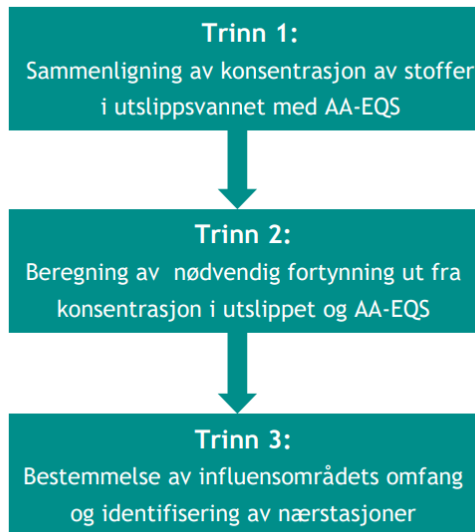 Trinn 1:
Sammenligning av konsentrasjon av stoffer
i utslippsvannet med AA-EQS
Trinn 2:
Beregning av nødvendig fortynning ut fra
konsentrasjon i utslippet og AA-EQS
Trinn 3:
Bestemmelse av influensområdets omfang
og identifisering av nærstasjoner